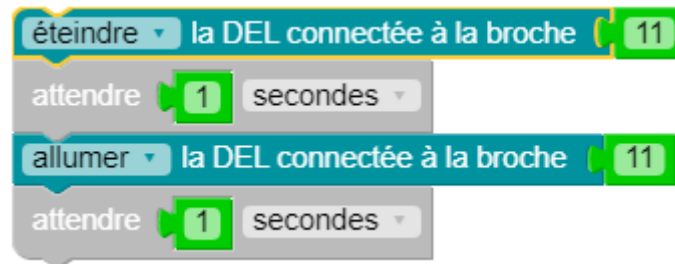 éteindre la DEL connectée à la broche 11
attendre 1 secondes
allumer la DEL connectée à la broche 11
attendre 1 secondes